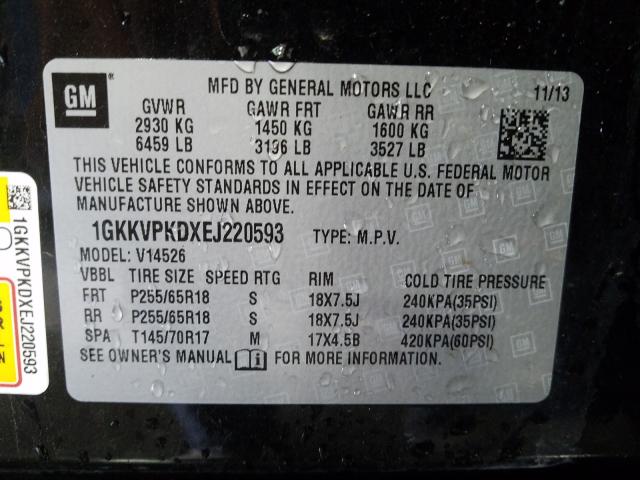 GM
MFD BY GENERAL MOTORS LLC 11/13
GVWR GAWR FRT GAWR RR
2930 KG 1450 KG 1600 KG
6459 LB 3196 LB 3527 LB
THIS VEHICLE CONFORMS TO ALL APPLICABLE U.S. FEDERAL MOTOR
VEHICLE SAFETY STANDARDS IN EFFECT ON THE DATE OF
MANUFACTURE SHOWN ABOVE.
1GKKVPKDXEJ220593 TYPE: M.P.V.
MODEL: V14526
VBBL TIRE SIZE SPEED RTG RIM COLD TIRE PRESSURE
FRT P255/65R18 S 18X7.5J 240KPA(35PSI)
RR P255/65R18 S 18X7.5J 240KPA(35PSI)
SPA T145/70R17 M 17X4.5B 420KPA(60PSI)
SEE OWNER'S MANUAL FOR MORE INFORMATION.
1GKKVPKDXEJ220593